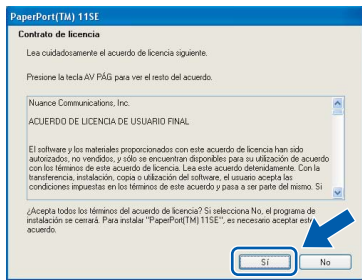 PaperPort(TM) 11SE
Contrato de licencia
Lea cuidadosamente el acuerdo de licencia siguiente.
Presione la tecla AV PÁG para ver el resto del acuerdo.
Nuance Communications, Inc.
ACUERDO DE LICENCIA DE USUARIO FINAL
El software y los materiales proporcionados con este acuerdo de licencia han sido
autorizados, no vendidos, y sólo se encuentran disponibles para su utilización de acuerdo
con los términos de este acuerdo de licencia. Lea este acuerdo detenidamente. Con la
transferencia, instalación, copia o utilización del software, el usuario acepta las
condiciones impuestas en los términos de este acuerdo y pasa a ser parte del mismo. Si
¿Acepta todos los términos del acuerdo de licencia? Si selecciona No, el programa de
instalación se cerrará. Para instalar "PaperPort(TM) 11SE", es necesario aceptar este
acuerdo.
Sí
No